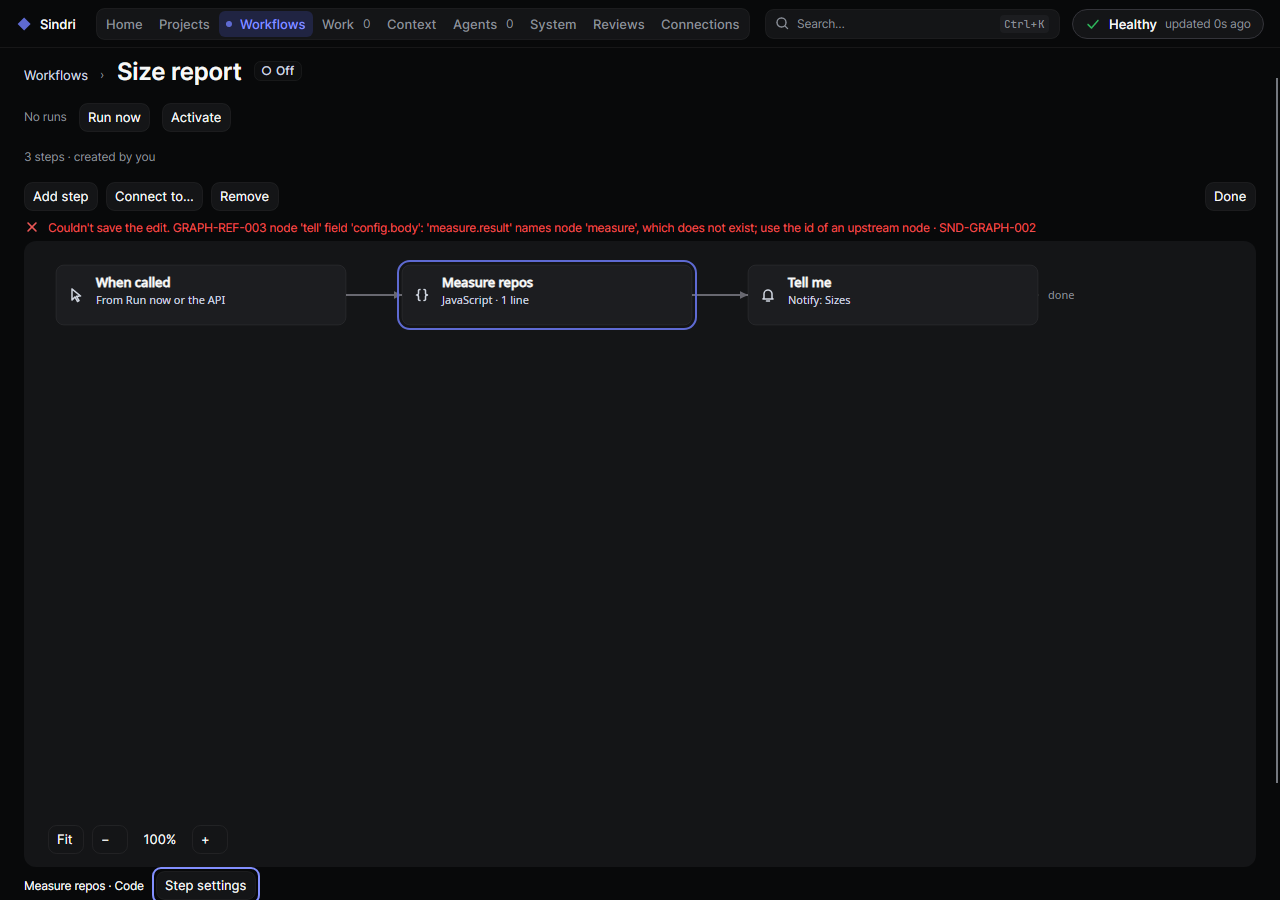 Sindri Home Projects Workflows Work 0 Context Agents 0 System Reviews Connections Search... Ctrl+K Healthy updated 0s ago
Workflows › Size report Off
No runs Run now Activate
3 steps · created by you
Add step Connect to... Remove Done
Couldn't save the edit. GRAPH-REF-003 node 'tell' field 'config.body': 'measure.result' names node 'measure', which does not exist; use the id of an upstream node · SND-GRAPH-002
When called
From Run now or the API
{} Measure repos
JavaScript · 1 line
Tell me
Notify: Sizes
done
Fit − 100% +
Measure repos · Code Step settings